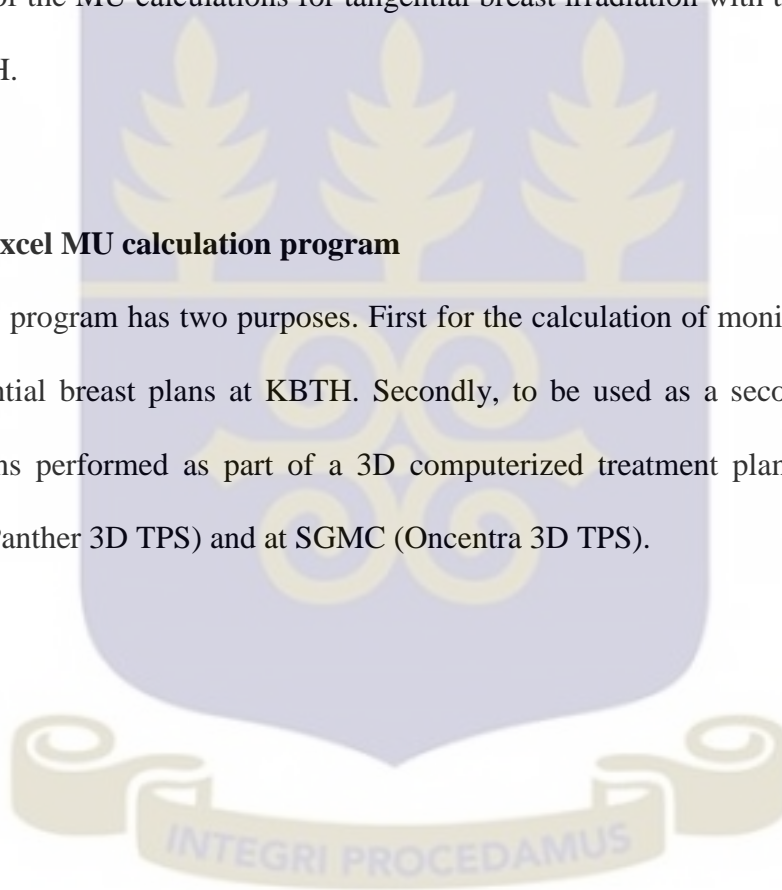 of the MU calculations for tangential breast irradiation with
H.
xcel MU calculation program
program has two purposes. First for the calculation of moni
ntial breast plans at KBTH. Secondly, to be used as a seco
ns performed as part of a 3D computerized treatment plan
Panther 3D TPS) and at SGMC (Oncentra 3D TPS).
INTEGRI PROCEDAMUS